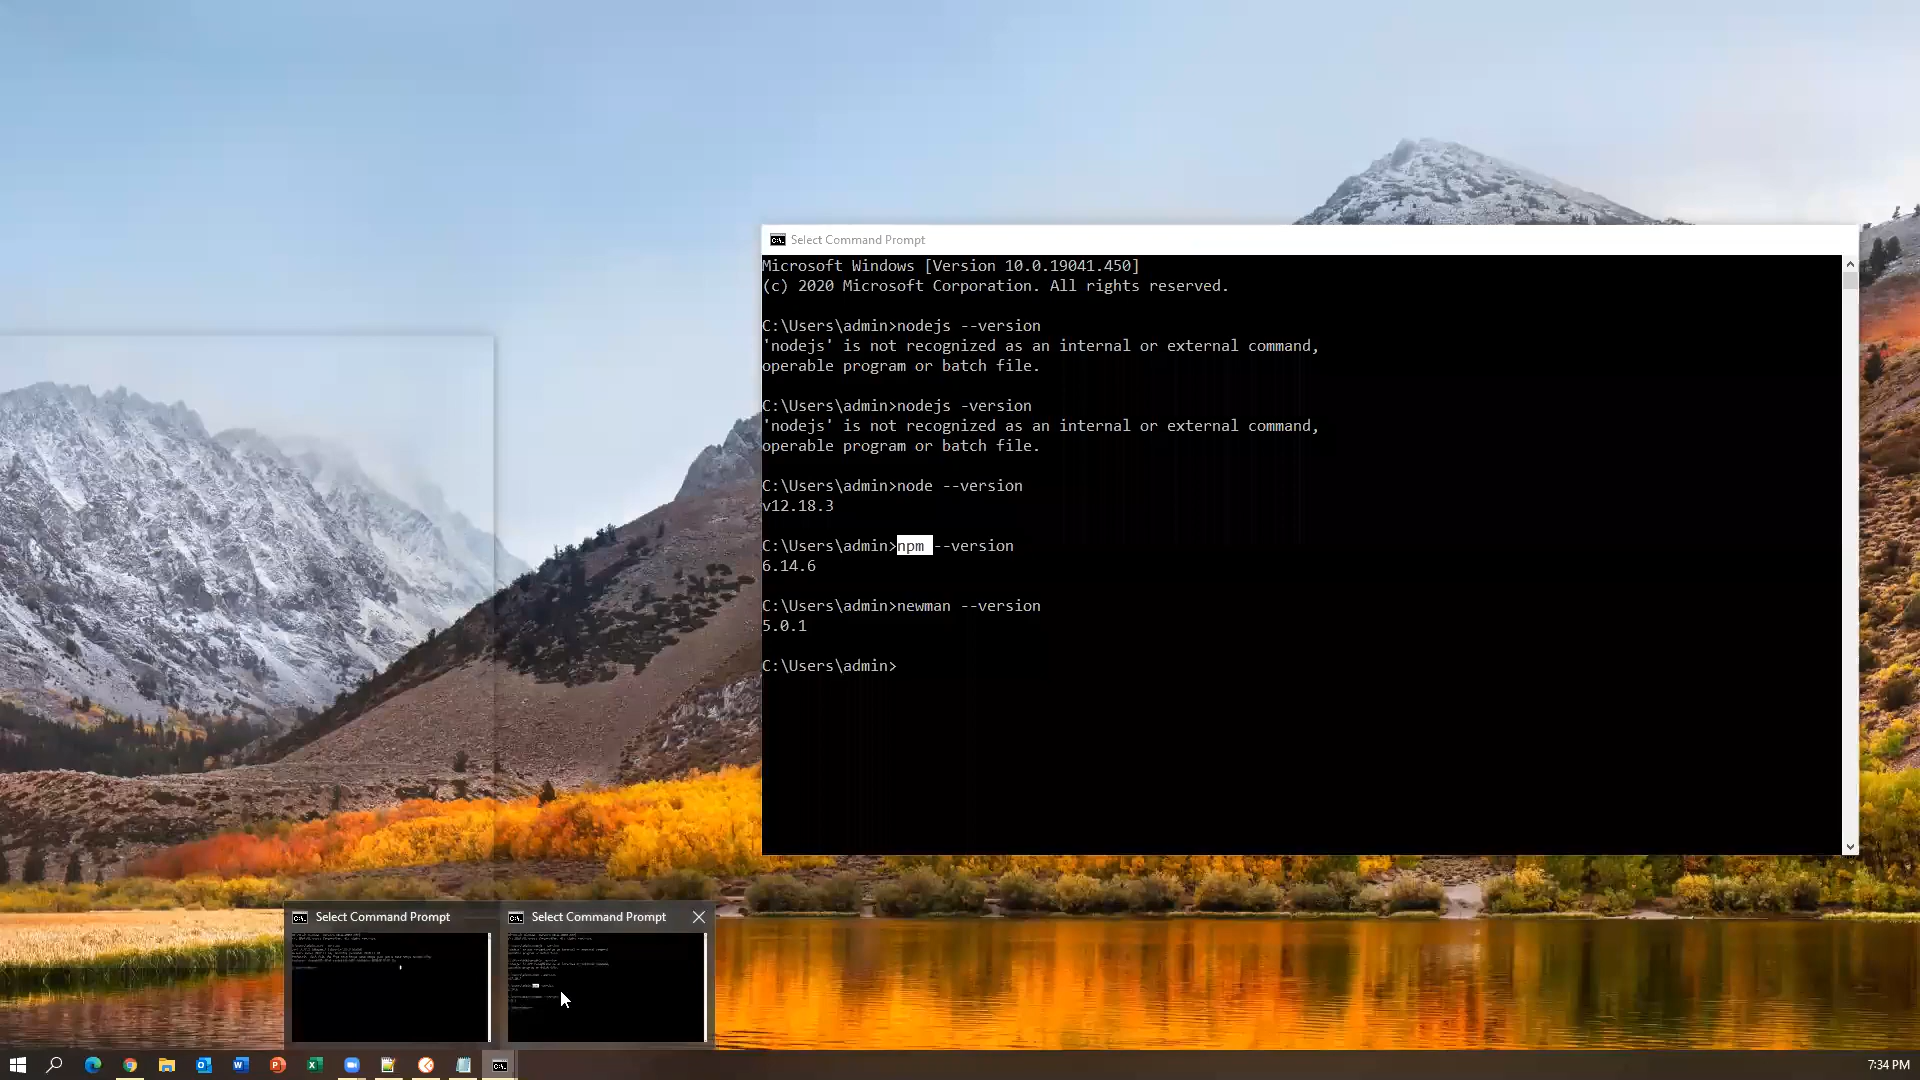 Select Command Prompt
Microsoft Windows [Version 10.0.19041.450]
(c) 2020 Microsoft Corporation. All rights reserved.
C:\Users\admin>nodejs --version
'nodejs' is not recognized as an internal or external command,
operable program or batch file.
C:\Users\admin>nodejs -version
'nodejs' is not recognized as an internal or external command,
operable program or batch file.
C:\Users\admin>node --version
v12.18.3
C:\Users\admin>npm --version
6.14.6
C:\Users\admin>newman --version
5.0.1
C:\Users\admin>
Select Command Prompt
Select Command Prompt
7:34 PM